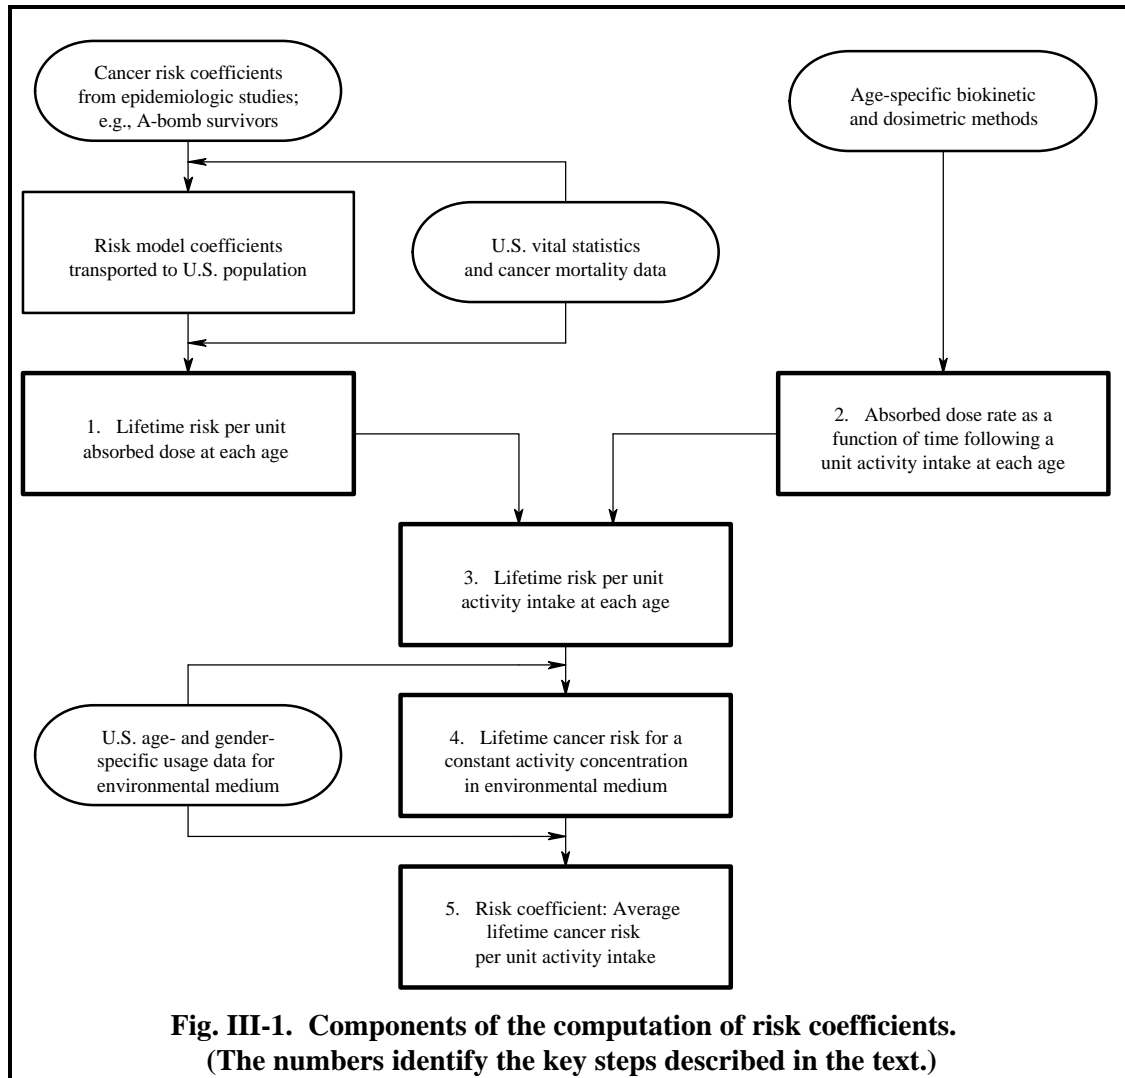 Cancer risk coefficients
from epidemiologic studies;
e.g., A-bomb survivors
Age-specific biokinetic
and dosimetric methods
Risk model coefficients
transported to U.S. population
U.S. vital statistics
and cancer mortality data
1. Lifetime risk per unit
absorbed dose at each age
2. Absorbed dose rate as a
function of time following a
unit activity intake at each age
3. Lifetime risk per unit
activity intake at each age
U.S. age- and gender-
specific usage data for
environmental medium
4. Lifetime cancer risk for a
constant activity concentration
in environmental medium
5. Risk coefficient: Average
lifetime cancer risk
per unit activity intake
Fig. III-1. Components of the computation of risk coefficients.
(The numbers identify the key steps described in the text.)